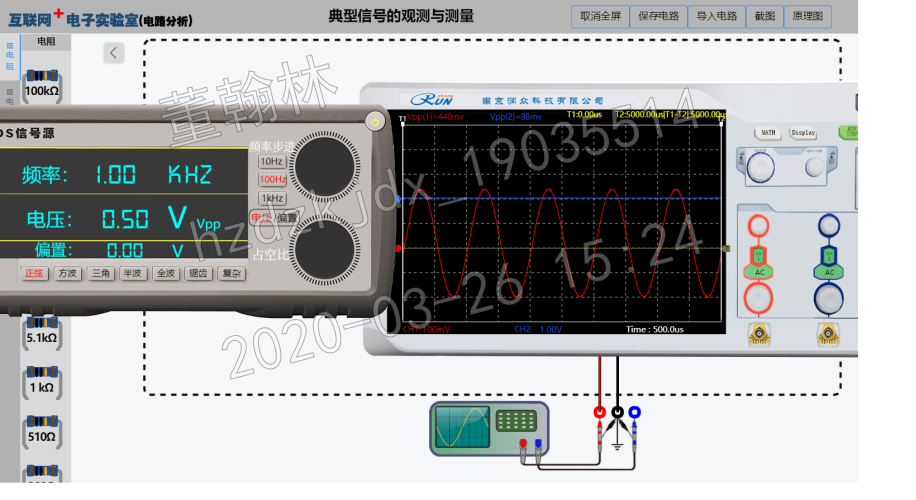 互联网+电子实验室(电路分析)
典型信号的观测与测量
取消全屏 保存电路 导入电路 截图 原理图
电阻
电阻
电
100kΩ
5.1kΩ
1 kΩ
510Ω
OS信号源
频率: 1.00 KHZ
电压: 0.50 V Vpp
偏置: 0.00 V
正弦 方波 三角 半波 全波 锯齿 复杂
频率步进
10Hz
100Hz
1kHz
电压/偏置
占空比
RUN 南京润众科技有限公司
Vpp(1)=440mv Vpp(2)=88mv T1:0.00us T2:5000.00us|T1-T2|:5000.00us
T1
CH1:100mV CH2: 1.00V Time : 500.0us
MATH Display
AC AC
董翰林
hzdzkjdx_19035514
2020-03-26 15:24